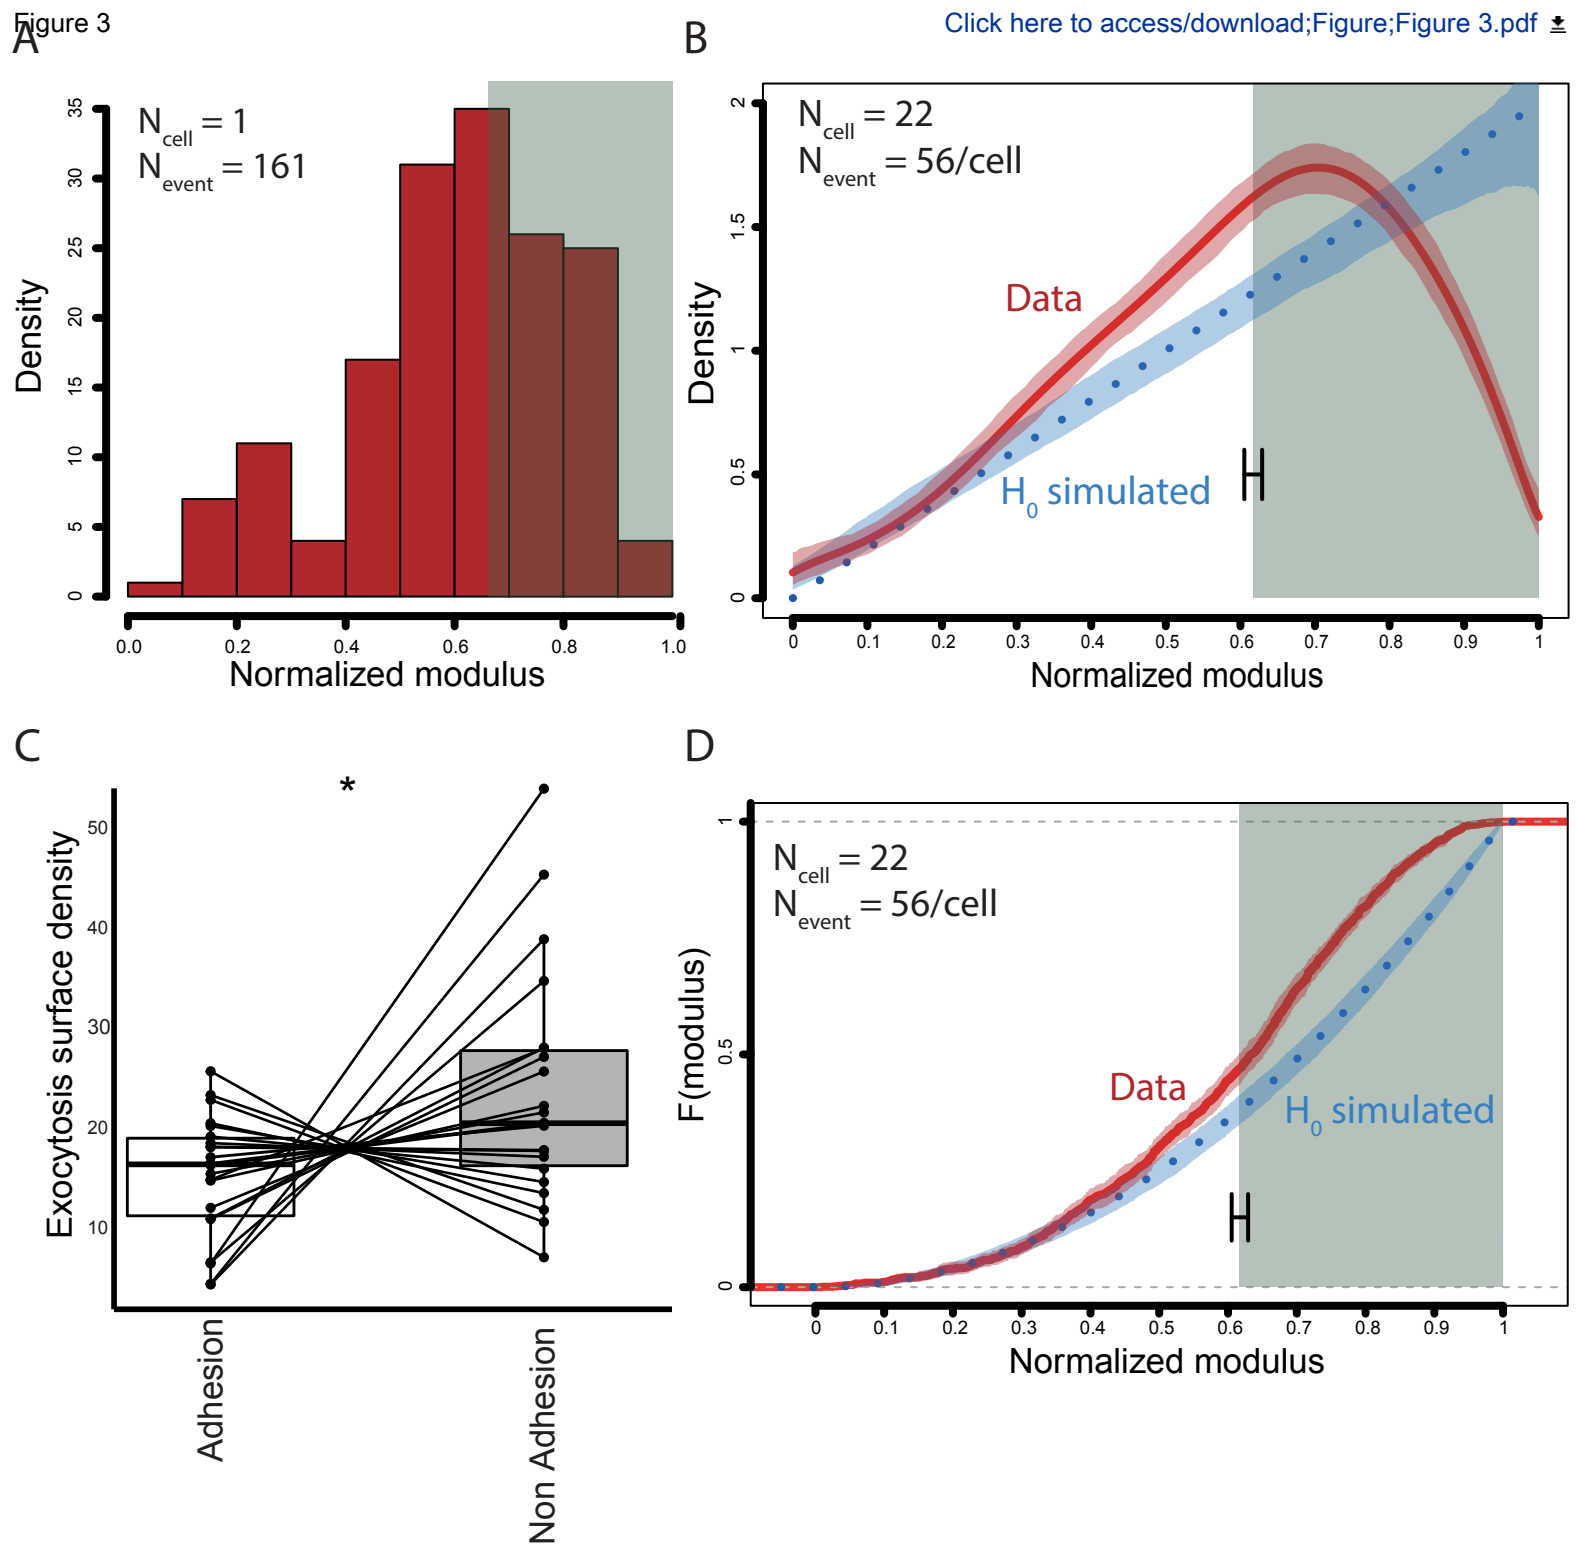 Figure 3
Click here to access/download;Figure;Figure 3.pdf
A
N_cell = 1
N_event = 161
35
30
25
20
15
10
5
0
Density
0.0 0.2 0.4 0.6 0.8 1.0
Normalized modulus
B
N_cell = 22
N_event = 56/cell
2
1.5
1
0.5
0
Density
Data
H_0 simulated
0 0.1 0.2 0.3 0.4 0.5 0.6 0.7 0.8 0.9 1
Normalized modulus
C
*
50
40
30
20
10
Exocytosis surface density
Adhesion
Non Adhesion
D
N_cell = 22
N_event = 56/cell
1
0.5
0
F(modulus)
Data
H_0 simulated
0 0.1 0.2 0.3 0.4 0.5 0.6 0.7 0.8 0.9 1
Normalized modulus